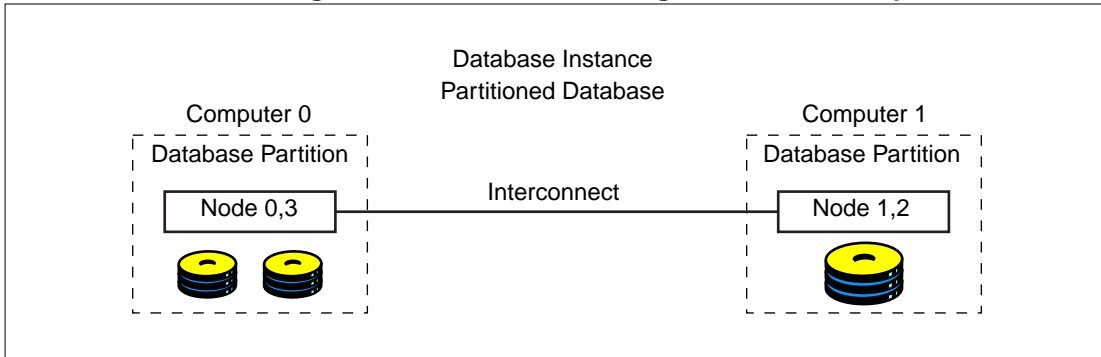 Database Instance
Partitioned Database
Computer 0
Computer 1
Database Partition
Database Partition
Interconnect
Node 0,3
Node 1,2